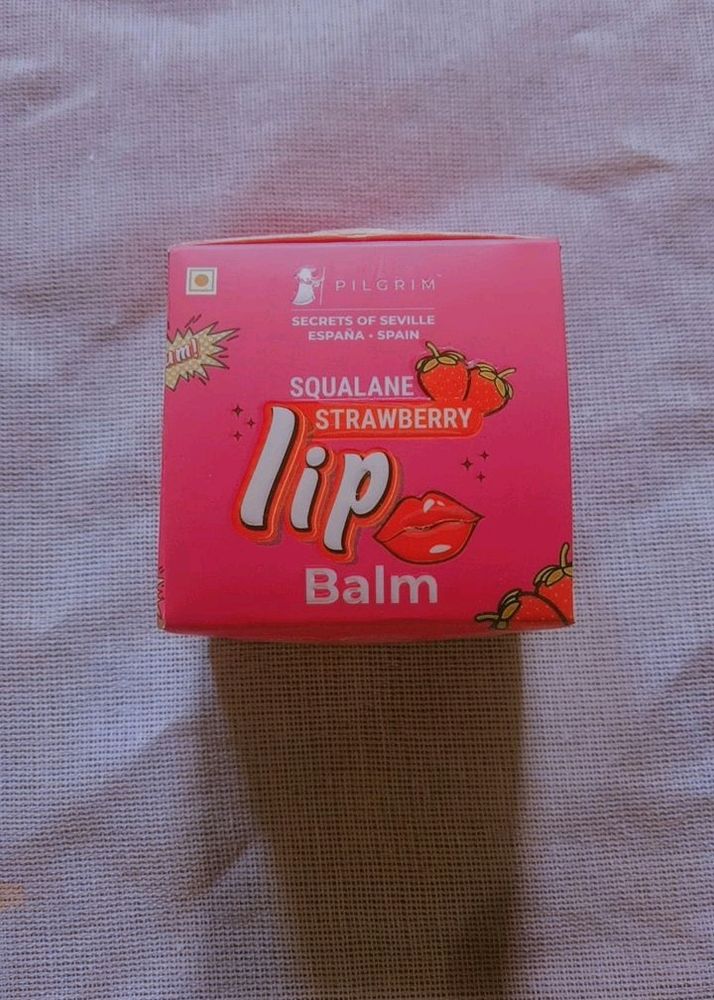 PILGRIM
SECRETS OF SEVILLE
ESPAÑA • SPAIN
SQUALANE
STRAWBERRY
lip
Balm